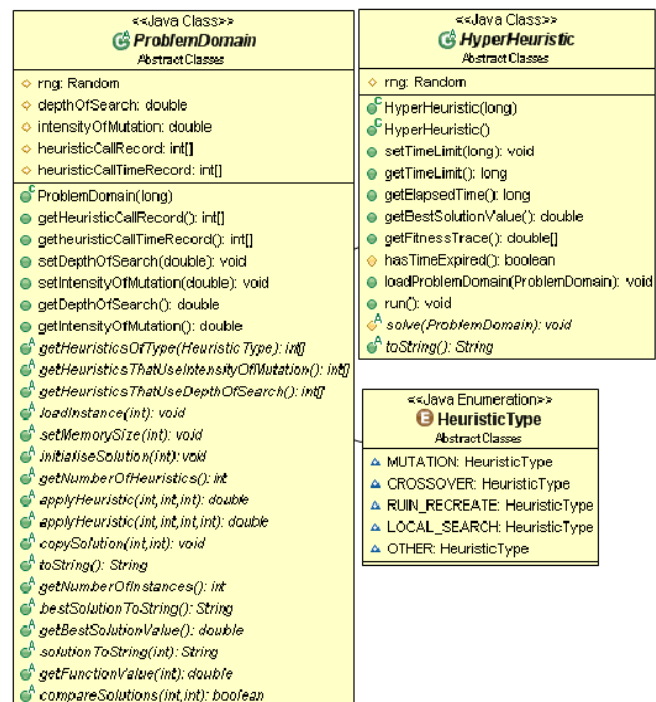 <<Java Class>>
ProblemDomain
AbstractClasses
rng: Random
depthOfSearch: double
intensityOfMutation: double
heuristicCallRecord: int[]
heuristicCallTimeRecord: int[]
ProblemDomain(long)
getHeuristicCallRecord(): int[]
getheuristicCallTimeRecord(): int[]
setDepthOfSearch(double): void
setIntensityOfMutation(double): void
getDepthOfSearch(): double
getIntensityOfMutation(): double
getHeuristicsOfType(HeuristicType): int[]
getHeuristicsThatUseIntensityOfMutation(): int[]
getHeuristicsThatUseDepthOfSearch(): int[]
loadInstance(int): void
setMemorySize(int): void
initialiseSolution(int): void
getNumberOfHeuristics(): int
applyHeuristic(int,int,int): double
applyHeuristic(int,int,int,int): double
copySolution(int,int): void
toString(): String
getNumberOfInstances(): int
bestSolutionToString(): String
getBestSolutionValue(): double
solutionToString(int): String
getFunctionValue(int): double
compareSolutions(int,int): boolean
<<Java Class>>
HyperHeuristic
AbstractClasses
rng: Random
HyperHeuristic(long)
HyperHeuristic()
setTimeLimit(long): void
getTimeLimit(): long
getElapsedTime(): long
getBestSolutionValue(): double
getFitnessTrace(): double[]
hasTimeExpired(): boolean
loadProblemDomain(ProblemDomain): void
run(): void
solve(ProblemDomain): void
toString(): String
<<Java Enumeration>>
HeuristicType
AbstractClasses
MUTATION: HeuristicType
CROSSOVER: HeuristicType
RUIN_RECREATE: HeuristicType
LOCAL_SEARCH: HeuristicType
OTHER: HeuristicType